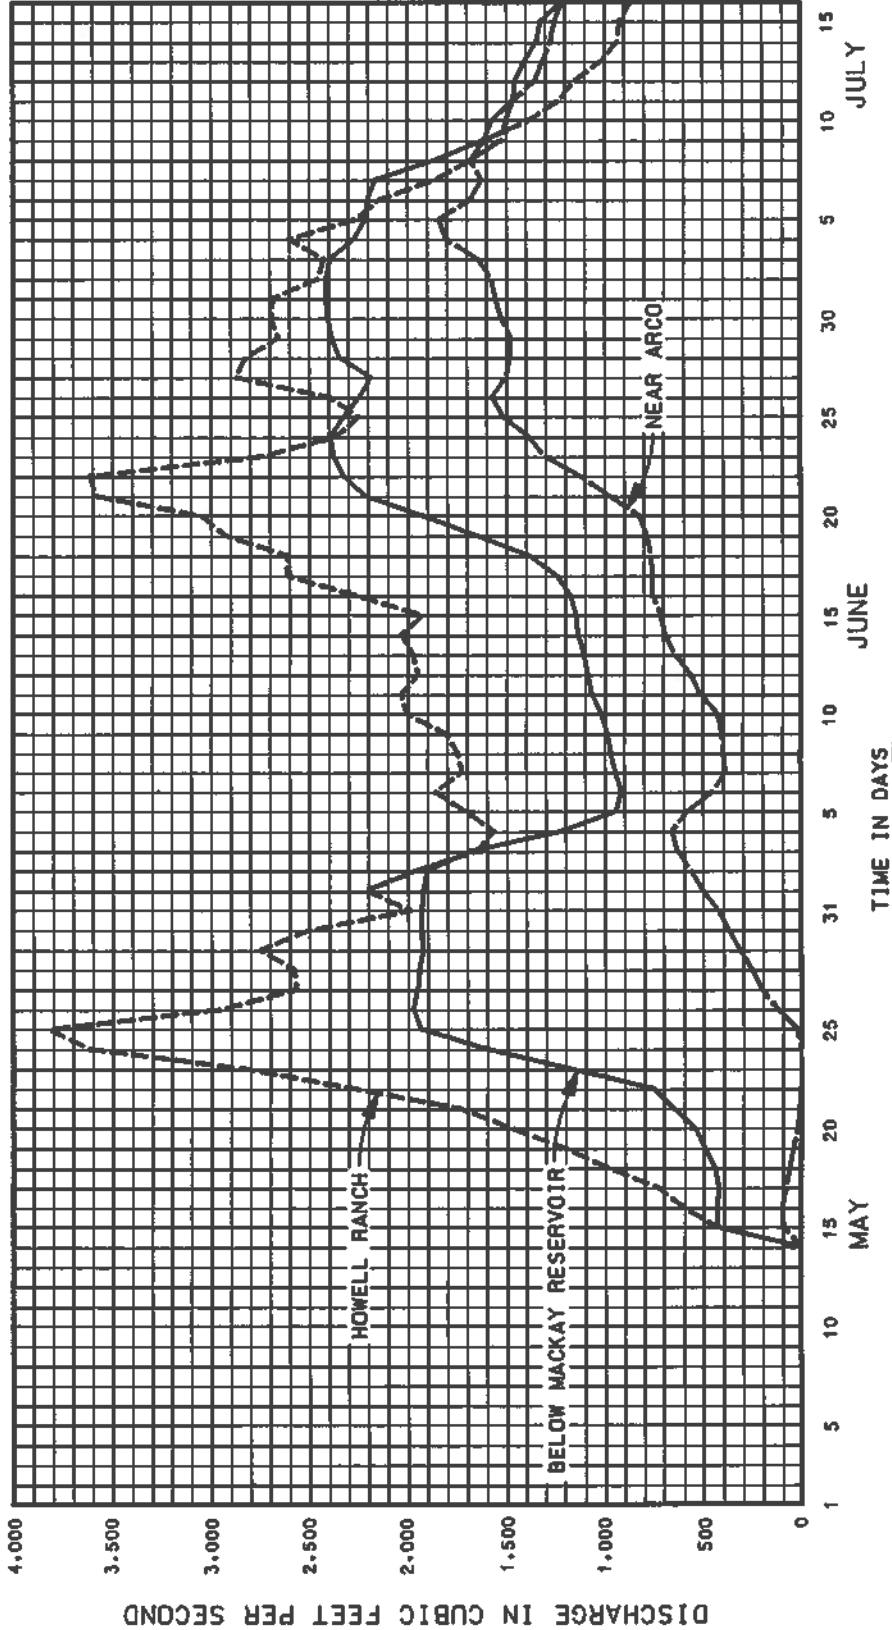 DISCHARGE IN CUBIC FEET PER SECOND
4.000
3.500
3.000
2.500
2.000
1.500
1.000
500
0
HOWELL RANCH
BELOW MACKAY RESERVOIR
NEAR ARCO
1 5 10 15 20 25 31 5 10 15 20 25 30 5 10 15
MAY JUNE JULY
TIME IN DAYS